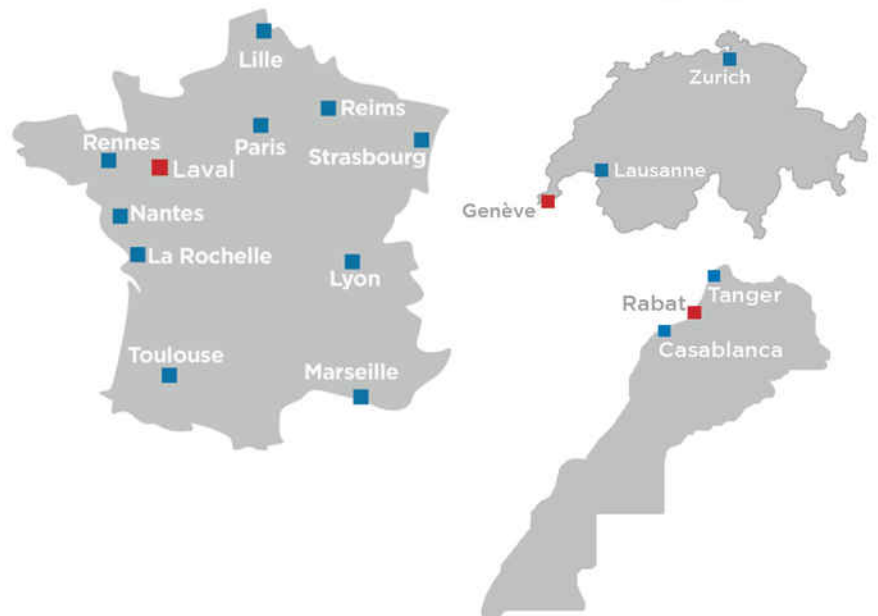 Lille
Reims
Paris
Strasbourg
Rennes
Laval
Nantes
La Rochelle
Lyon
Toulouse
Marseille
Zurich
Lausanne
Genève
Tanger
Rabat
Casablanca